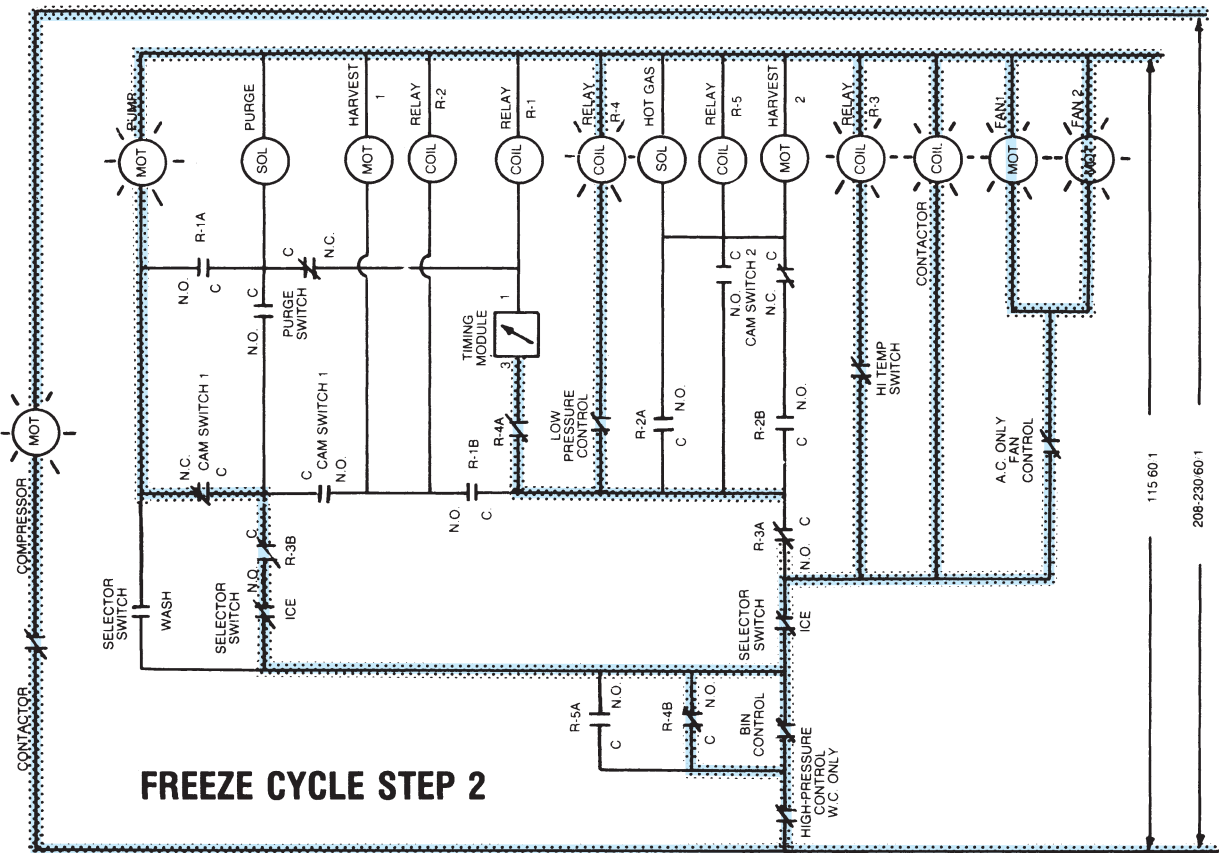 COMPRESSOR
MOT
CONTACTOR
PUMP
MOT
PURGE
SOL
HARVEST
1
MOT
RELAY
R-2
COIL
RELAY
R-1
COIL
RELAY
R-4
COIL
HOT GAS
SOL
RELAY
R-5
COIL
HARVEST
2
MOT
RELAY
R-3
COIL
CONTACTOR
COIL
FAN1
MOT
FAN 2
MOT
R-1A
N.O.
C
C
N.C.
C
N.O.
PURGE
SWITCH
TIMING
MODULE
1
3
C
N.O.
CAM SWITCH 2
C
N.C.
HI TEMP
SWITCH
N.C.
CAM SWITCH 1
C
C
CAM SWITCH 1
N.O.
R-1B
N.O.
C
R-4A
LOW
PRESSURE
CONTROL
R-2A
N.O.
C
R-2B
N.O.
C
A.C. ONLY
FAN
CONTROL
SELECTOR
SWITCH
WASH
SELECTOR
SWITCH
ICE
C
R-3B
N.O.
R-3A
C
N.O.
SELECTOR
SWITCH
ICE
R-5A
N.O.
C
R-4B
N.O.
C
BIN
CONTROL
HIGH-PRESSURE
CONTROL
W.C. ONLY
115 60 1
208-230/60/1
FREEZE CYCLE STEP 2